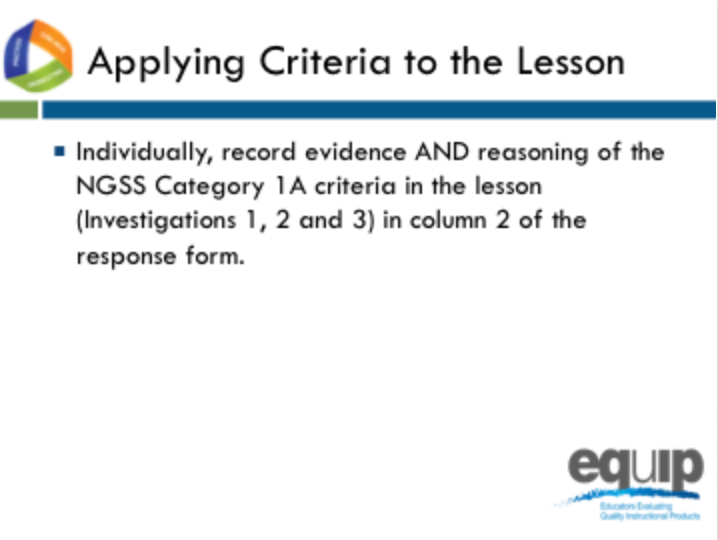 Applying Criteria to the Lesson
Individually, record evidence AND reasoning of the
NGSS Category 1A criteria in the lesson
(Investigations 1, 2 and 3) in column 2 of the
response form.
equip
Educators Evaluating
Quality Instructional Products